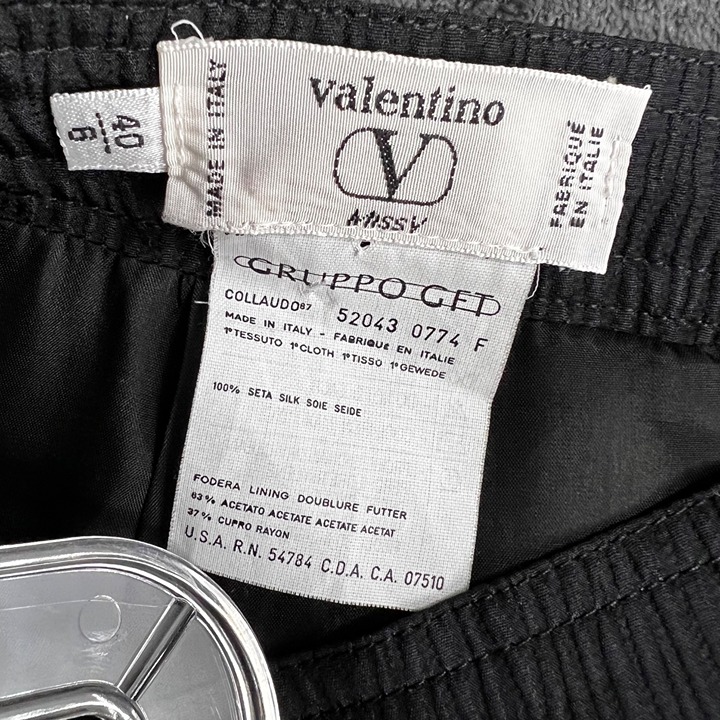 40
6
MADE IN ITALY
valentino
V
MissV
FABRIQUÉ
EN ITALIE
GRUPPO GFT
COLLAUDO87 52043 0774 F
MADE IN ITALY - FABRIQUÉ EN ITALIE
1°TESSUTO 1°CLOTH 1°TISSO 1°GEWEDE
100% SETA SILK SOIE SEIDE
FODERA LINING DOUBLURE FUTTER
63% ACETATO ACETATE ACETATE ACETAT
37% CUPRO RAYON
U.S.A. R.N. 54784 C.D.A. C.A. 07510